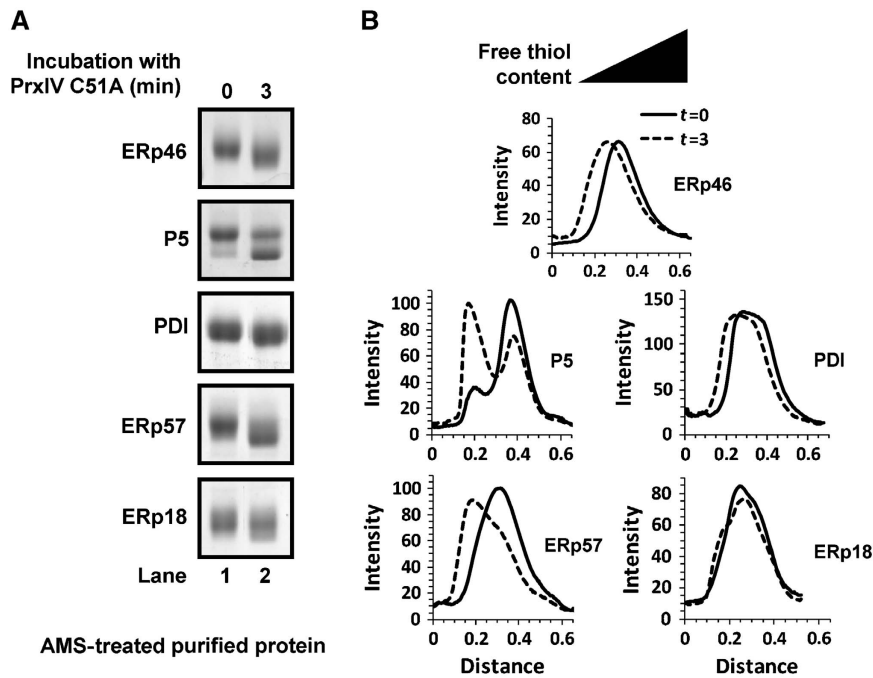 A
Incubation with
PrxIV C51A (min)
0 3
ERp46
P5
PDI
ERp57
ERp18
Lane 1 2
AMS-treated purified protein
B
Free thiol
content
t=0
t=3
ERp46
Intensity
80
60
40
20
0
0 0.2 0.4 0.6
P5
Intensity
100
80
60
40
20
0
0 0.2 0.4 0.6
PDI
Intensity
150
100
50
0
0 0.2 0.4 0.6
ERp57
Intensity
100
80
60
40
20
0
0 0.2 0.4 0.6
Distance
ERp18
Intensity
80
60
40
20
0
0 0.2 0.4 0.6
Distance